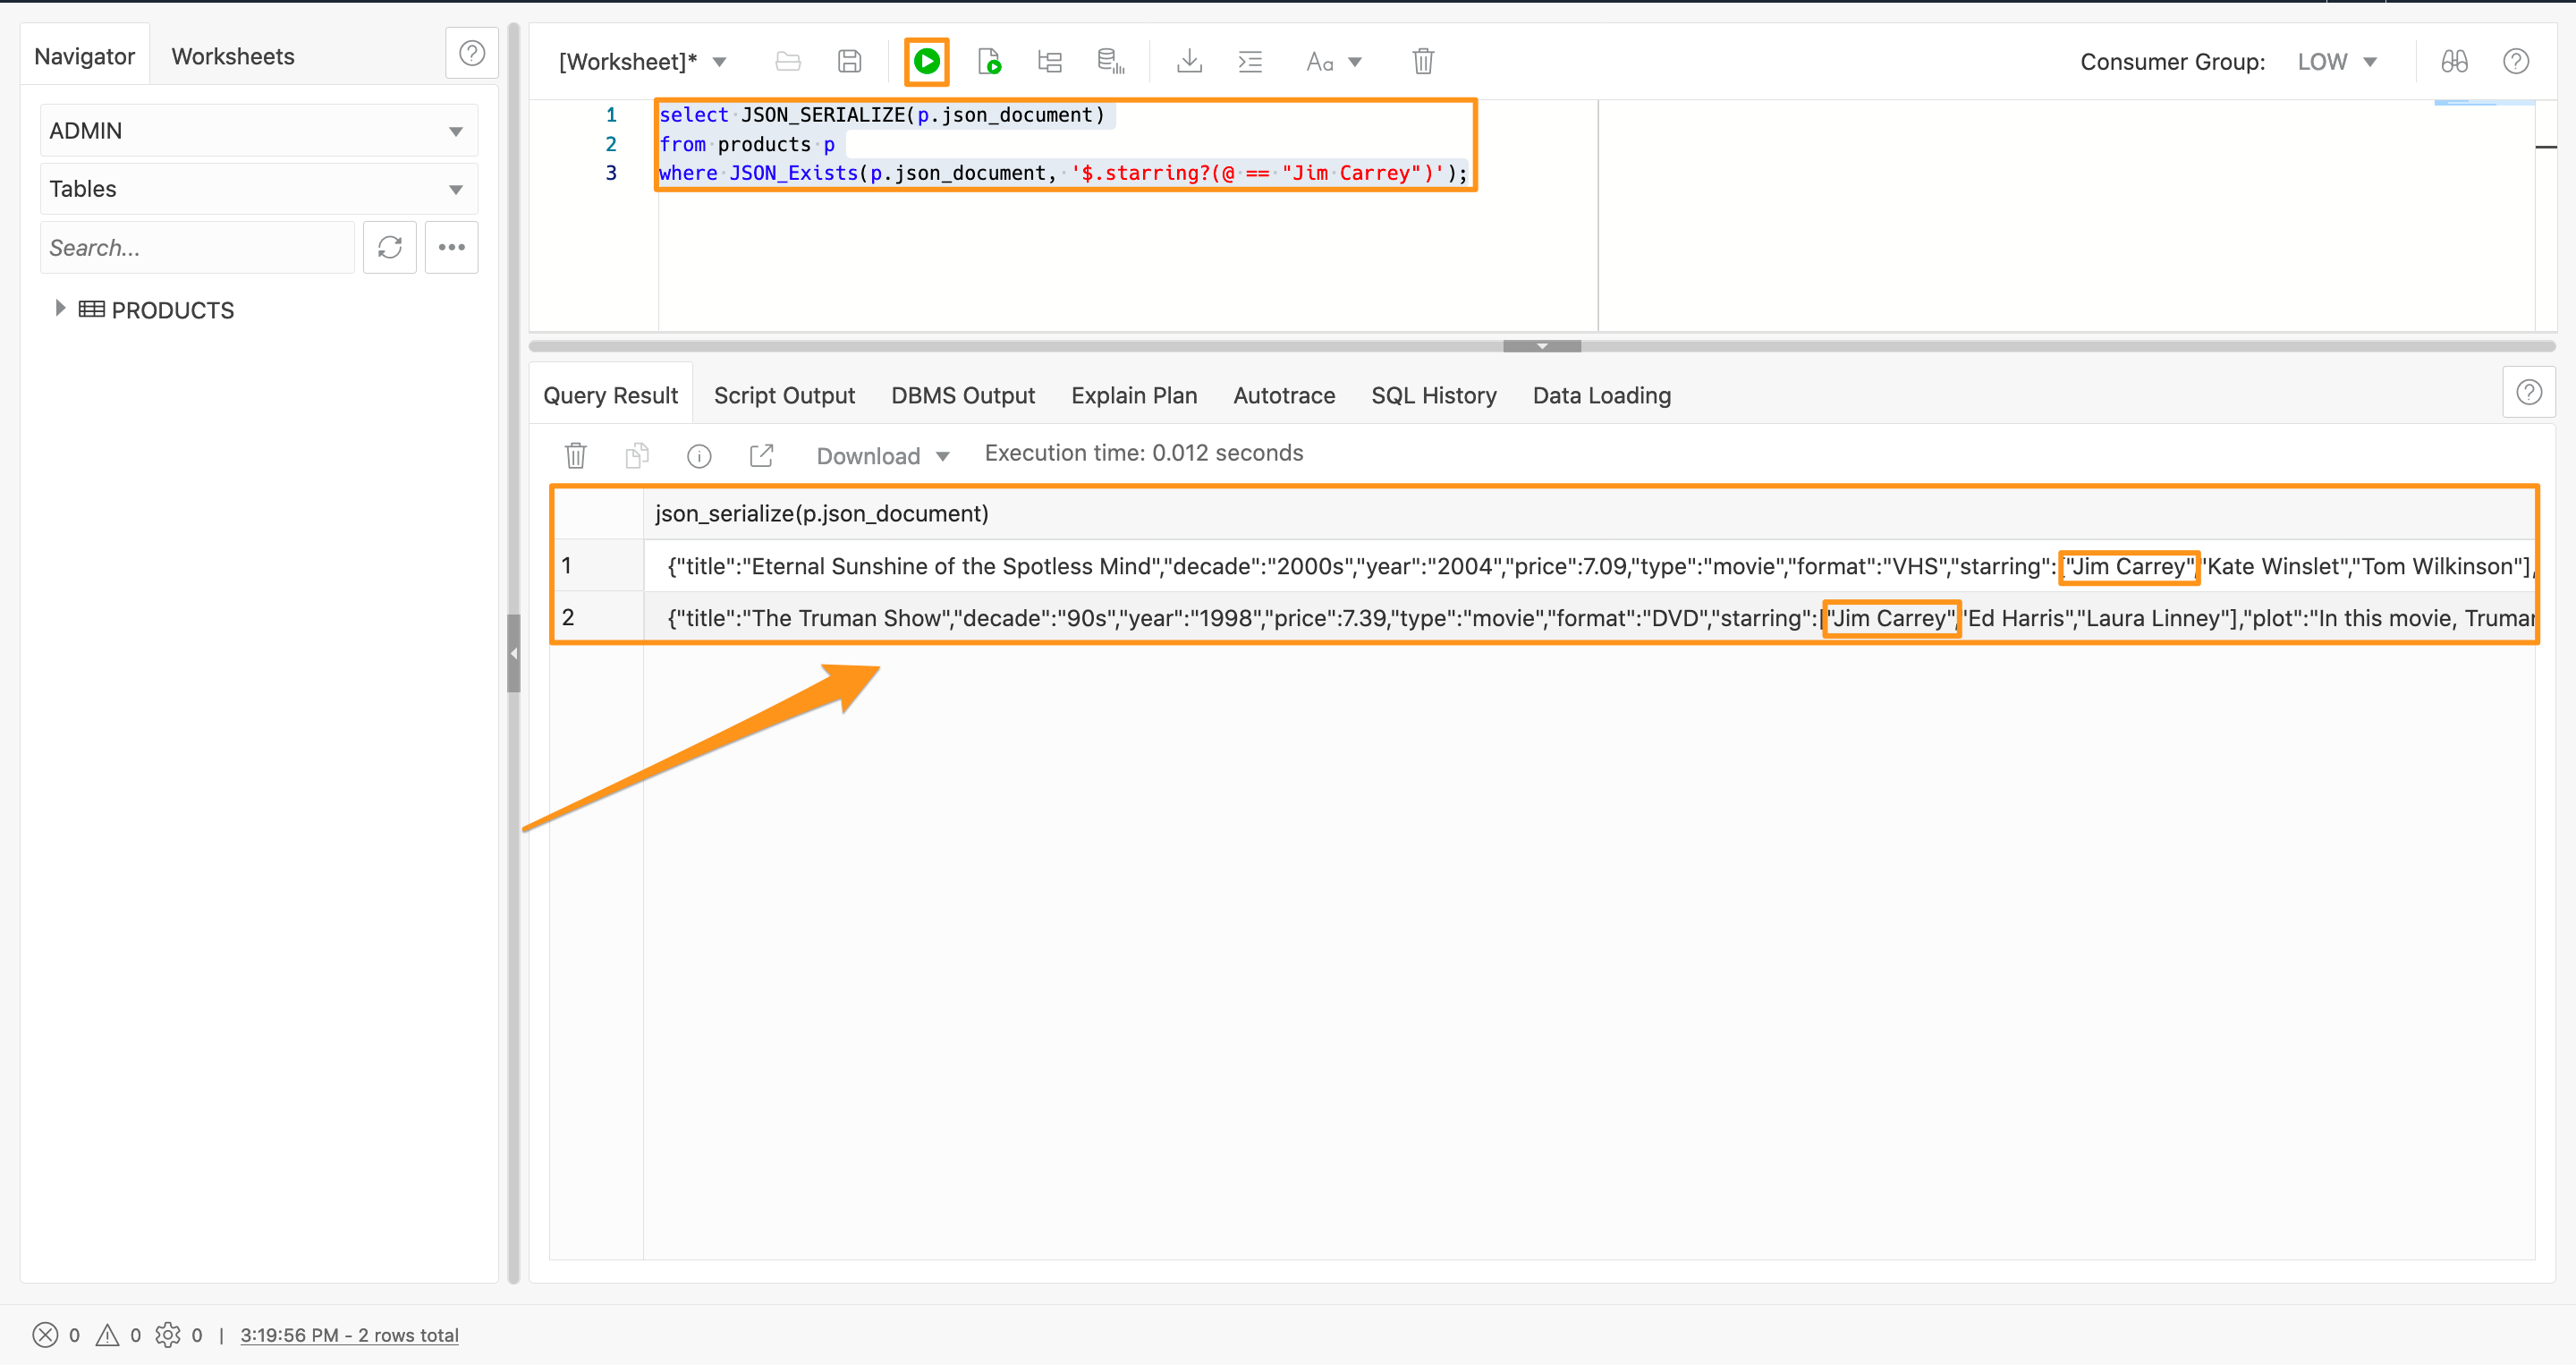 Navigator Worksheets
ADMIN
Tables
Search...
PRODUCTS
[Worksheet]* Aa Consumer Group: LOW
1 select JSON_SERIALIZE(p.json_document)
2 from products p
3 where JSON_Exists(p.json_document, '$.starring?(@ == "Jim Carrey")');
Query Result Script Output DBMS Output Explain Plan Autotrace SQL History Data Loading
Download Execution time: 0.012 seconds
json_serialize(p.json_document)
1 {"title":"Eternal Sunshine of the Spotless Mind","decade":"2000s","year":"2004","price":7.09,"type":"movie","format":"VHS","starring":["Jim Carrey","Kate Winslet","Tom Wilkinson"],
2 {"title":"The Truman Show","decade":"90s","year":"1998","price":7.39,"type":"movie","format":"DVD","starring":["Jim Carrey","Ed Harris","Laura Linney"],"plot":"In this movie, Truman
0 0 0 | 3:19:56 PM - 2 rows total